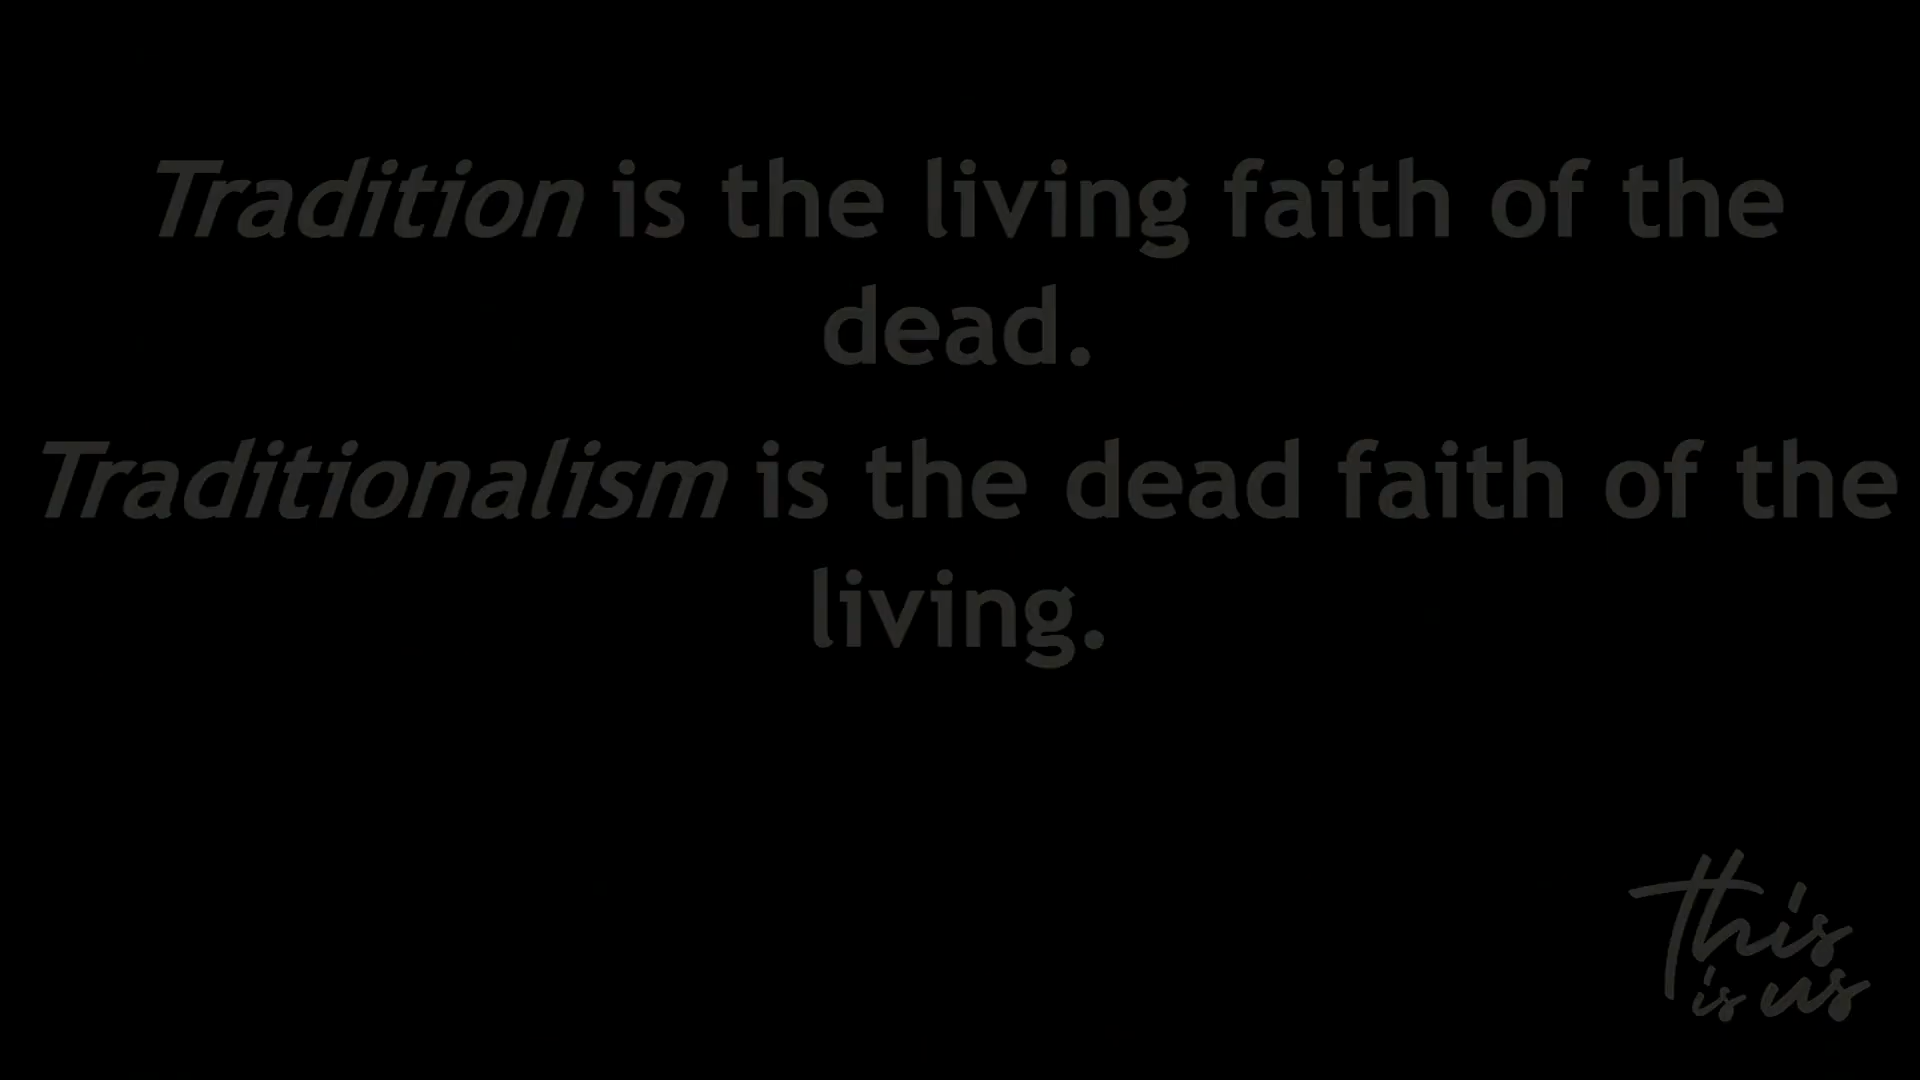 Tradition is the living faith of the
dead.
Traditionalism is the dead faith of the
living.
this
is us